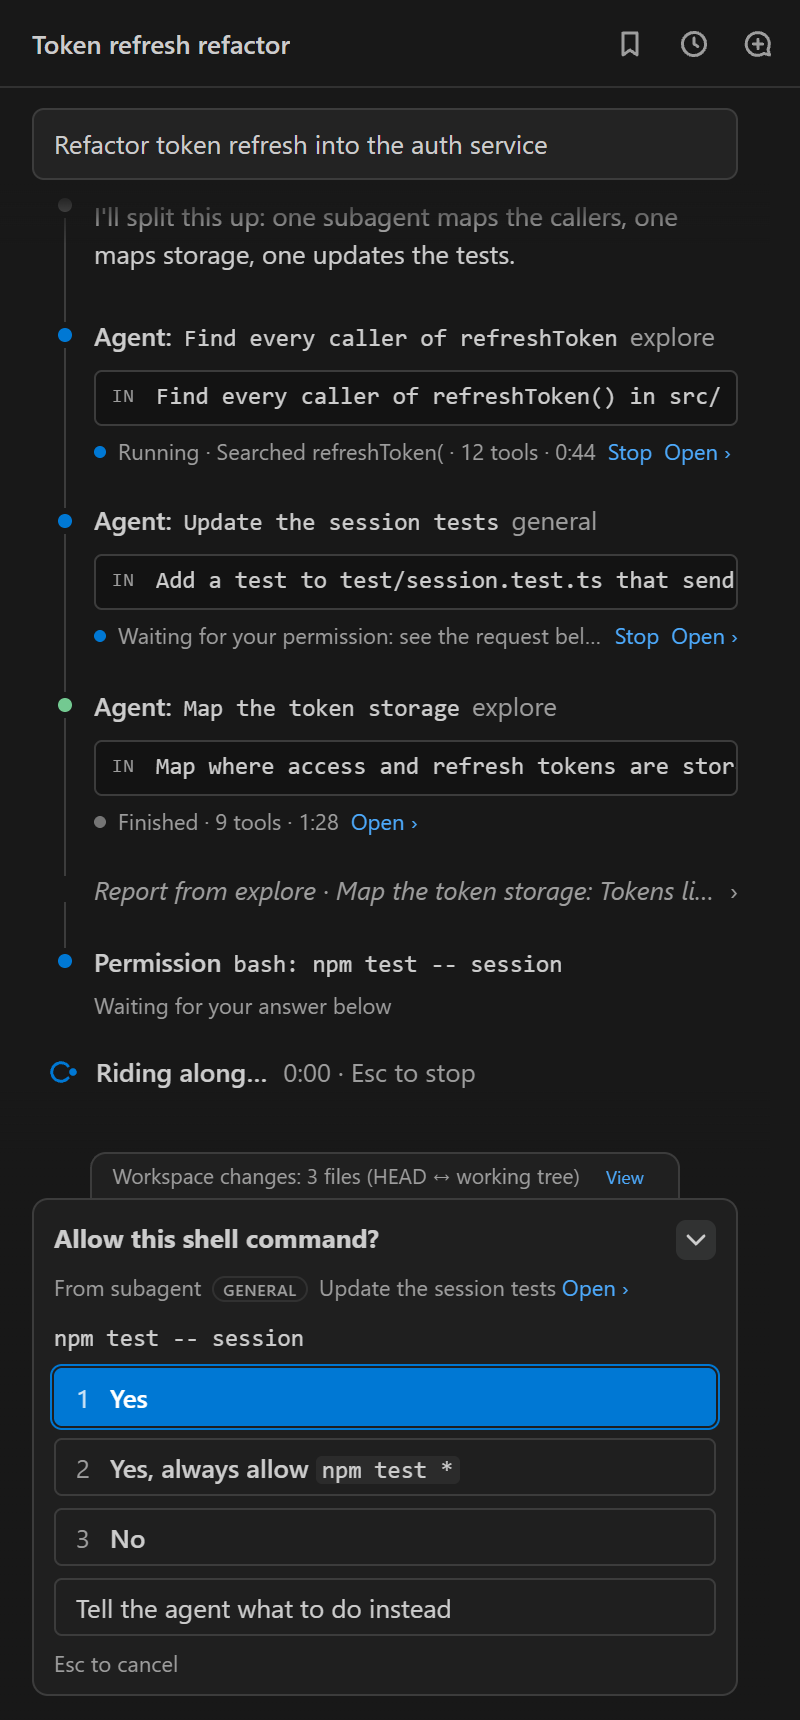 Token refresh refactor
Refactor token refresh into the auth service
I'll split this up: one subagent maps the callers, one
maps storage, one updates the tests.
Agent: Find every caller of refreshToken explore
IN Find every caller of refreshToken() in src/
Running · Searched refreshToken( · 12 tools · 0:44 Stop Open ›
Agent: Update the session tests general
IN Add a test to test/session.test.ts that send
Waiting for your permission: see the request bel... Stop Open ›
Agent: Map the token storage explore
IN Map where access and refresh tokens are stor
Finished · 9 tools · 1:28 Open ›
Report from explore · Map the token storage: Tokens li... ›
Permission bash: npm test -- session
Waiting for your answer below
Riding along... 0:00 · Esc to stop
Workspace changes: 3 files (HEAD ↔ working tree) View
Allow this shell command?
From subagent GENERAL Update the session tests Open ›
npm test -- session
1 Yes
2 Yes, always allow npm test *
3 No
Tell the agent what to do instead
Esc to cancel